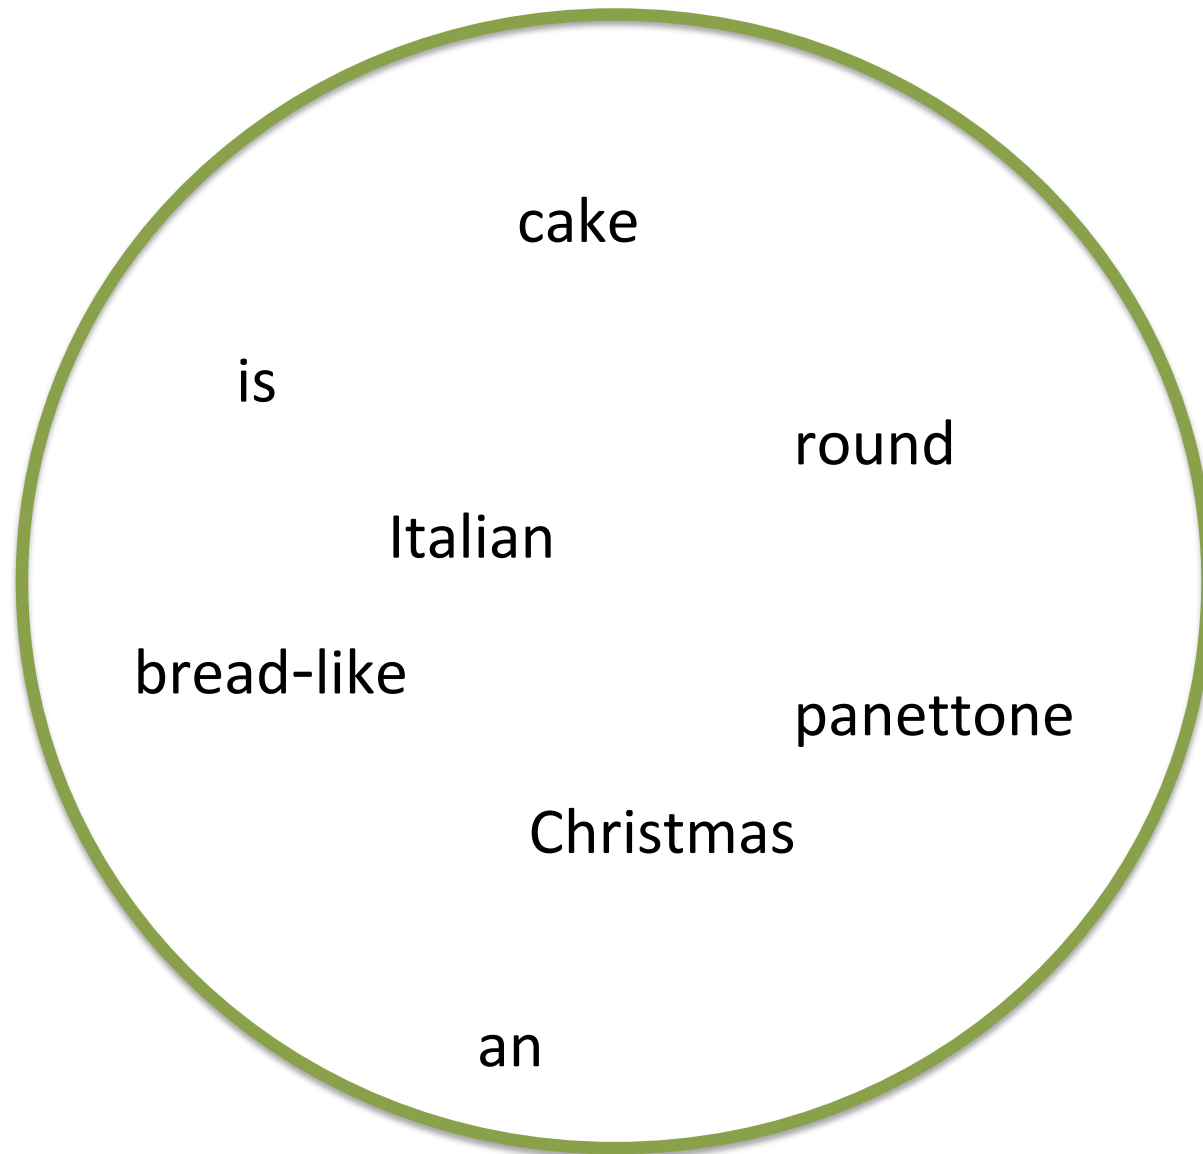 cake
is
round
Italian
bread-like
panettone
Christmas
an